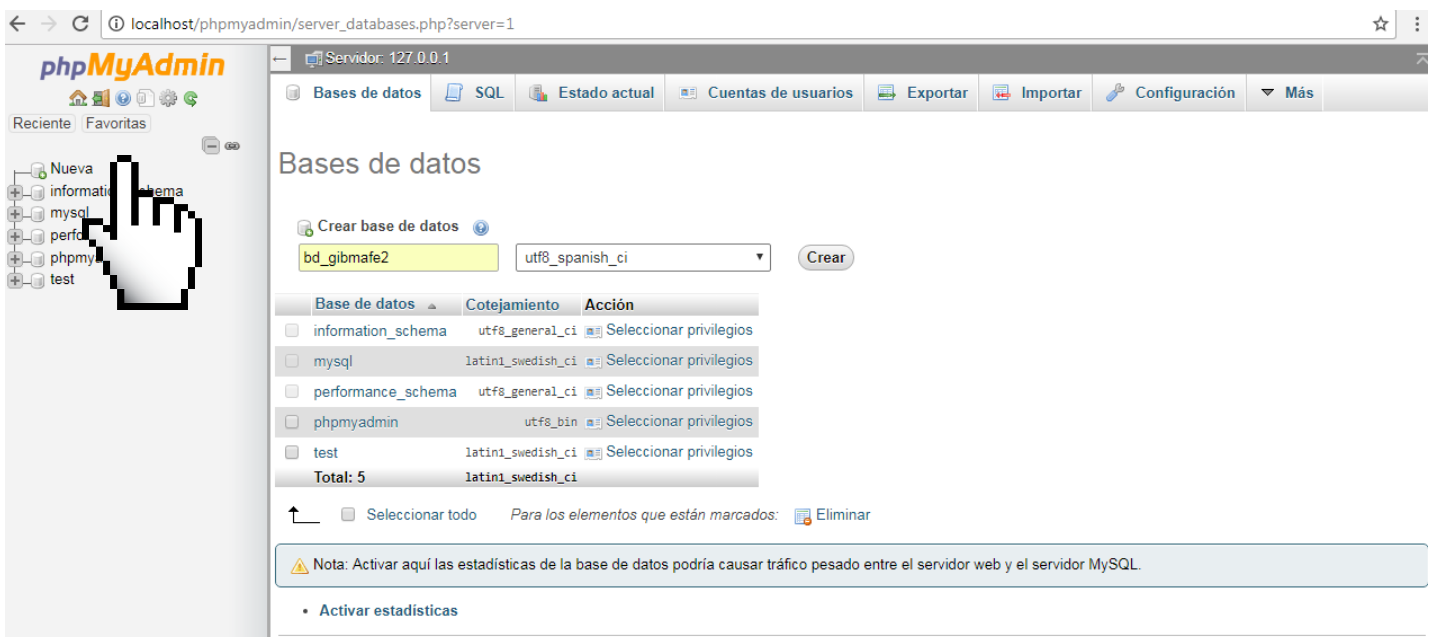 localhost/phpmyadmin/server_databases.php?server=1
phpMyAdmin
Reciente Favoritas
Nueva
mysql
test
Servidor: 127.0.0.1
Bases de datos SQL Estado actual Cuentas de usuarios Exportar Importar Configuración Más
Bases de datos
Crear base de datos
bd_gibmafe2 utf8_spanish_ci Crear
Base de datos Cotejamiento Acción
information_schema utf8_general_ci Seleccionar privilegios
mysql latin1_swedish_ci Seleccionar privilegios
performance_schema utf8_general_ci Seleccionar privilegios
phpmyadmin utf8_bin Seleccionar privilegios
test latin1_swedish_ci Seleccionar privilegios
Total: 5 latin1_swedish_ci
Seleccionar todo Para los elementos que están marcados: Eliminar
Nota: Activar aquí las estadísticas de la base de datos podría causar tráfico pesado entre el servidor web y el servidor MySQL.
• Activar estadísticas